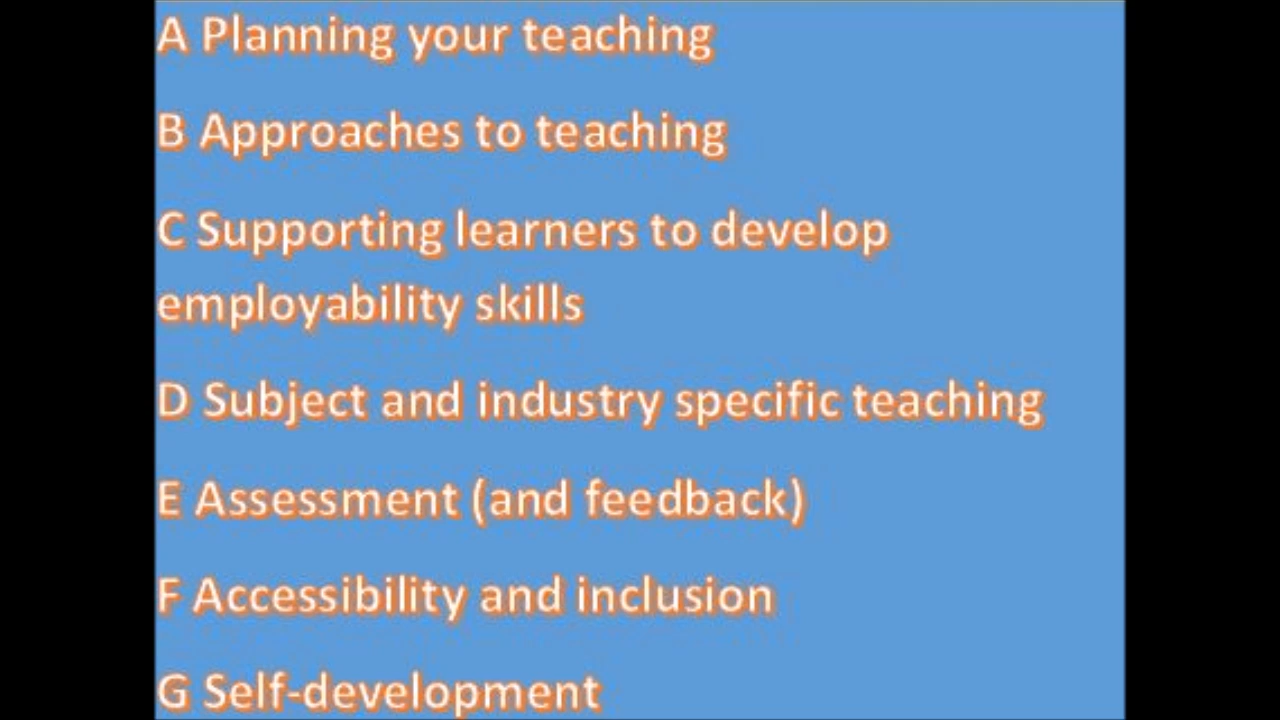 A Planning your teaching
B Approaches to teaching
C Supporting learners to develop
employability skills
D Subject and industry specific teaching
E Assessment (and feedback)
F Accessibility and inclusion
G Self-development